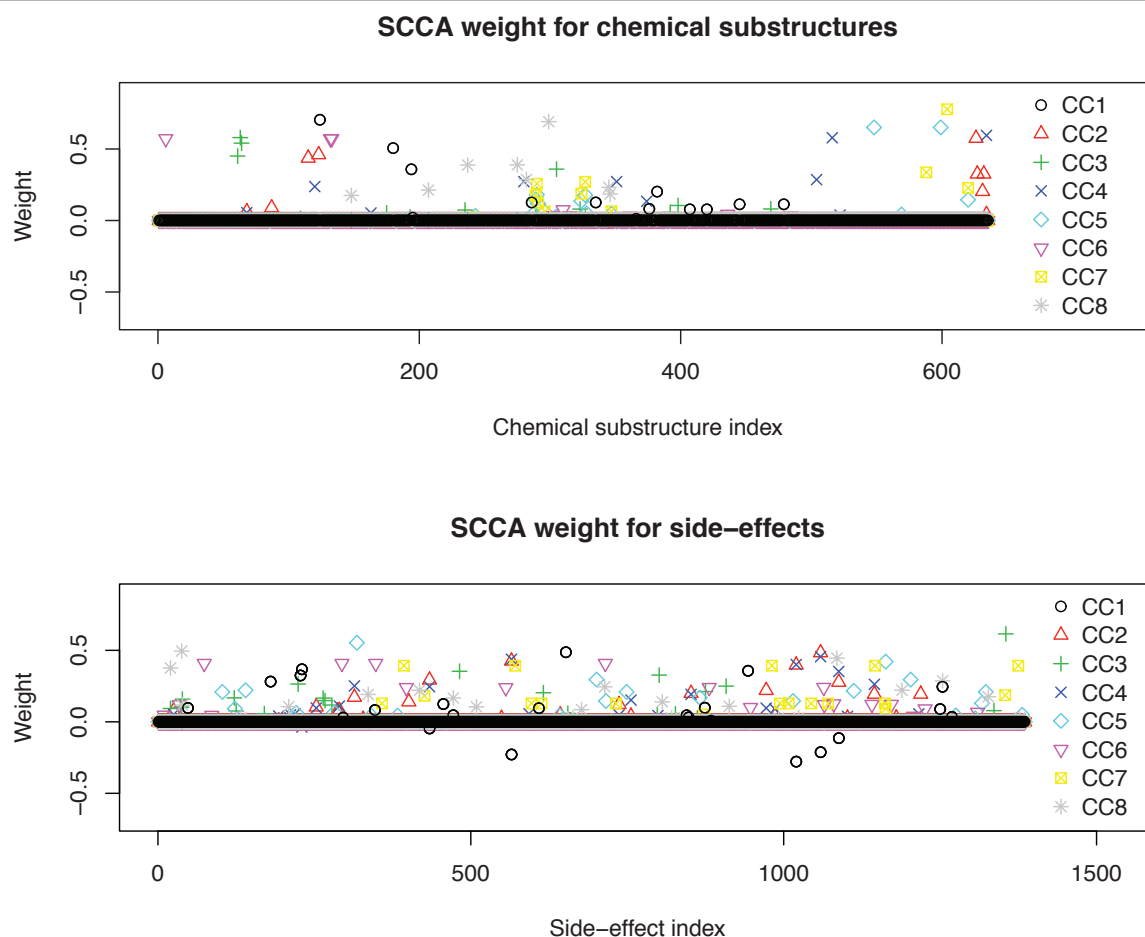 SCCA weight for chemical substructures
Weight
0.5
0.0
−0.5
0
200
400
600
Chemical substructure index
CC1
CC2
CC3
CC4
CC5
CC6
CC7
CC8
SCCA weight for side−effects
Weight
0.5
0.0
−0.5
0
500
1000
1500
Side−effect index
CC1
CC2
CC3
CC4
CC5
CC6
CC7
CC8